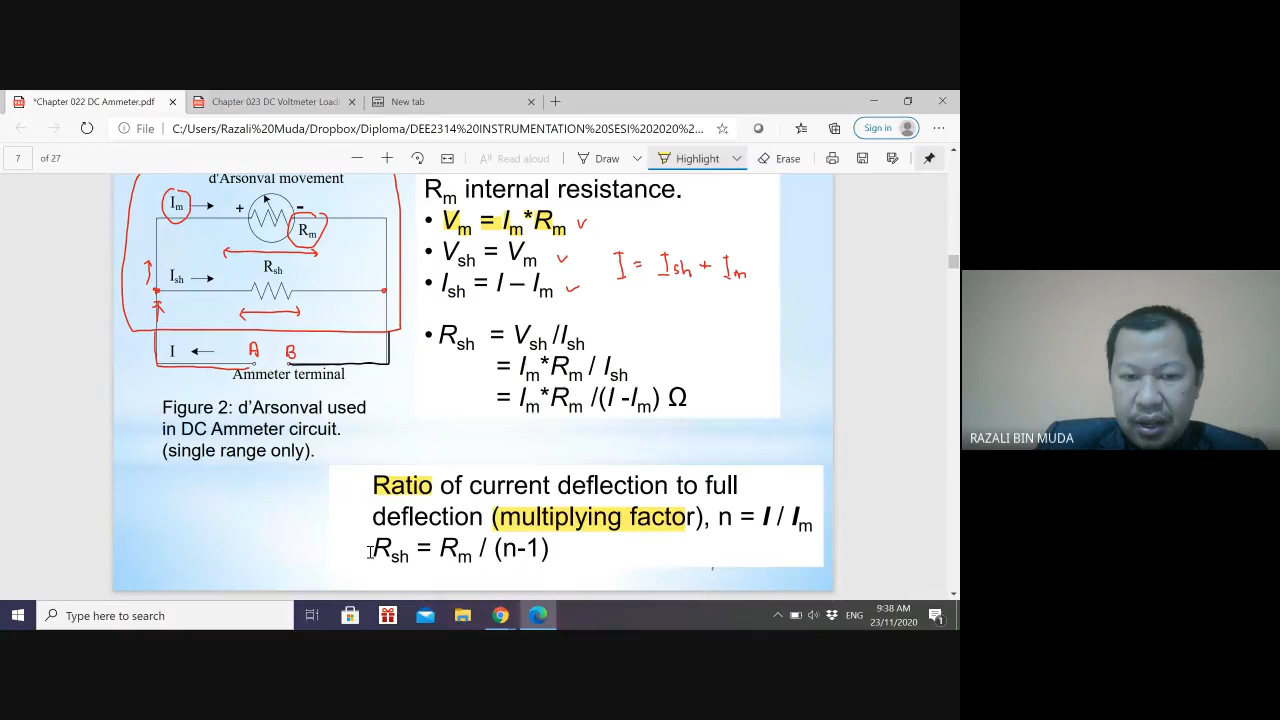 *Chapter 022 DC Ammeter.pdf
Chapter 023 DC Voltmeter Loadi
New tab
File
C:/Users/Razali%20Muda/Dropbox/Diploma/DEE2314%20INSTRUMENTATION%20SESI%202020%2...
Sign in
7 of 27
Read aloud
Draw
Highlight
Erase
d'Arsonval movement
Im
+
-
Rm
Ish
Rsh
I
A
B
Ammeter terminal
Figure 2: d'Arsonval used
in DC Ammeter circuit.
(single range only).
Rm internal resistance.
• Vm = Im*Rm
• Vsh = Vm
• Ish = I – Im
I = Ish + Im
• Rsh = Vsh /Ish
= Im*Rm / Ish
= Im*Rm /(I -Im) Ω
Ratio of current deflection to full
deflection (multiplying factor), n = I / Im
Rsh = Rm / (n-1)
RAZALI BIN MUDA
Type here to search
ENG
9:38 AM
23/11/2020
1